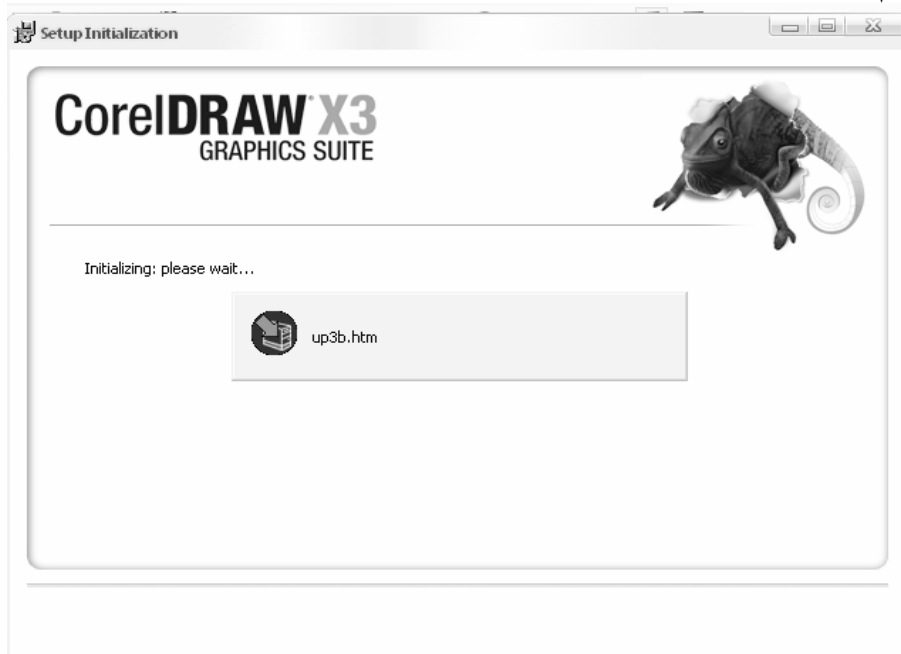 Setup Initialization
CorelDRAW X3
GRAPHICS SUITE
Initializing: please wait...
up3b.htm